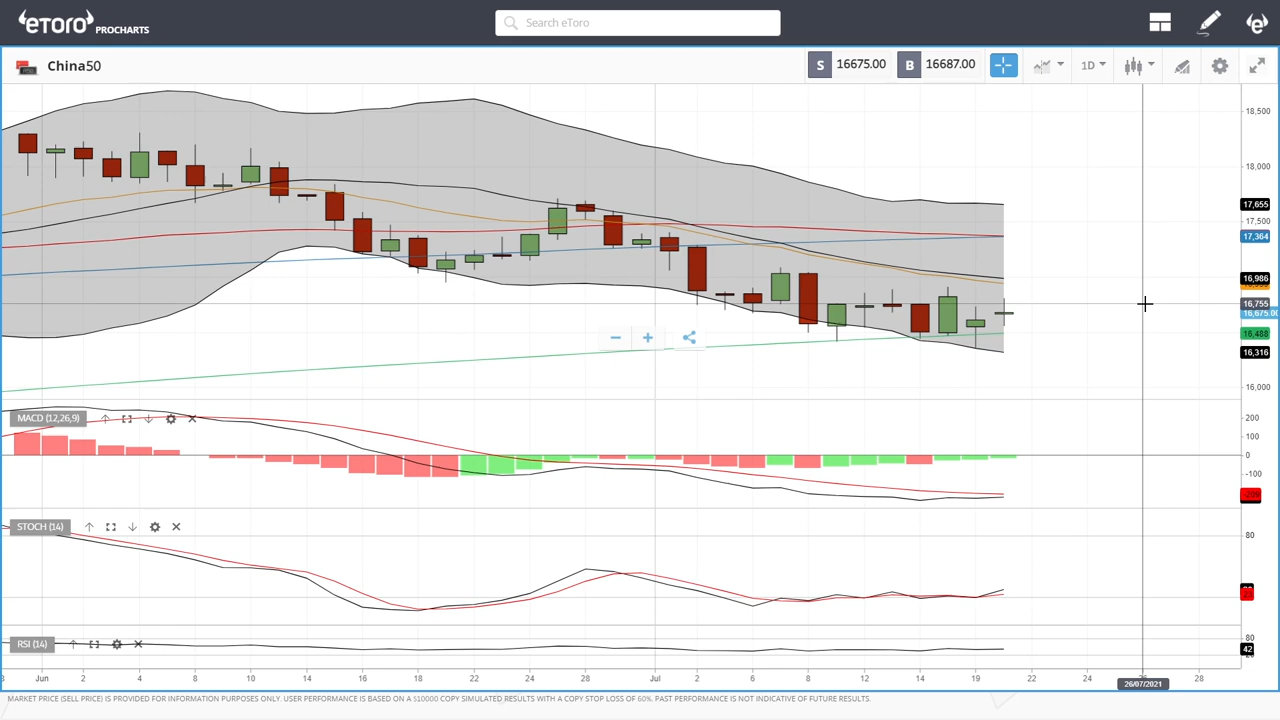 eToro PROCHARTS
Search eToro
China50
S 16675.00 B 16687.00 1D
18,500
18,000
17,655
17,500
17,364
16,986
16,755
16,675.00
16,488
16,316
16,000
MACD (12,26,9)
200
100
0
-100
-209
STOCH (14)
80
RSI (14)
80
42
Jun 2 4 8 10 14 16 18 22 24 28 Jul 2 6 8 12 14 16 19 22 24 28
26/07/2021
MARKET PRICE (SELL PRICE) IS PROVIDED FOR INFORMATION PURPOSES ONLY. USER PERFORMANCE IS BASED ON A $10000 COPY SIMULATED RESULTS WITH A COPY STOP LOSS OF 60%. PAST PERFORMANCE IS NOT INDICATIVE OF FUTURE RESULTS.